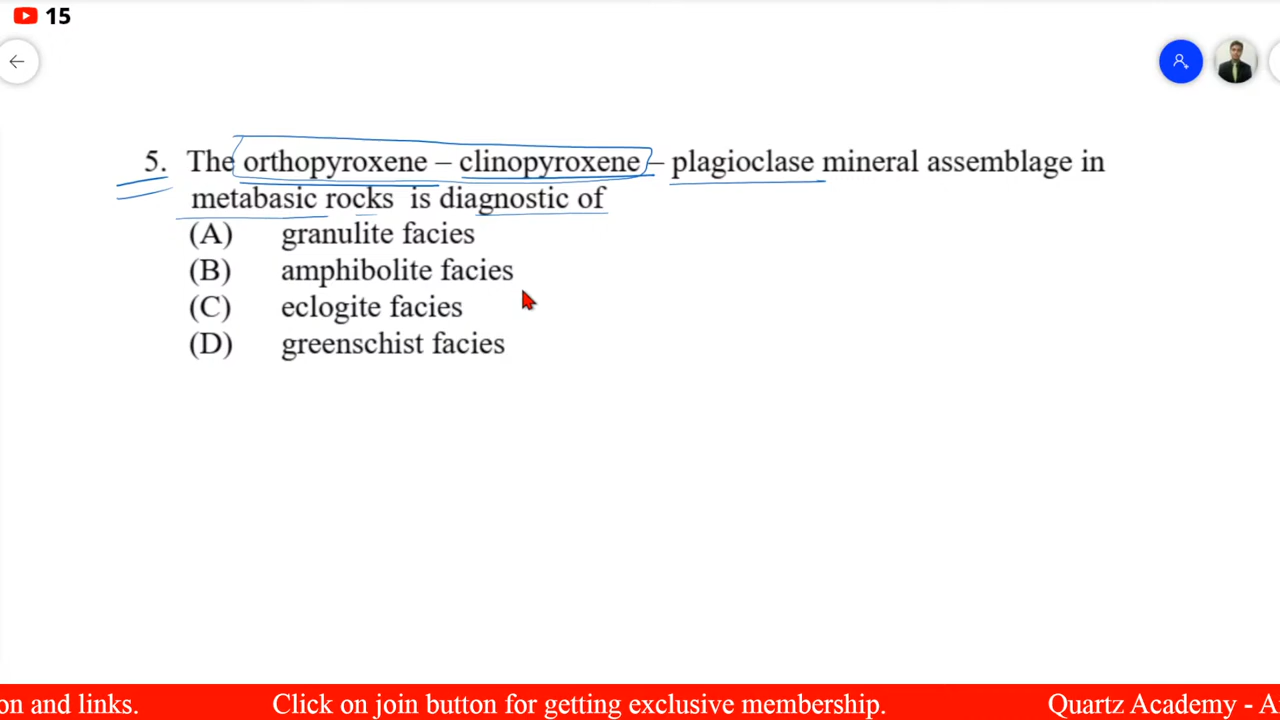 15
5. The orthopyroxene – clinopyroxene – plagioclase mineral assemblage in
metabasic rocks is diagnostic of
(A) granulite facies
(B) amphibolite facies
(C) eclogite facies
(D) greenschist facies
on and links. Click on join button for getting exclusive membership. Quartz Academy - A